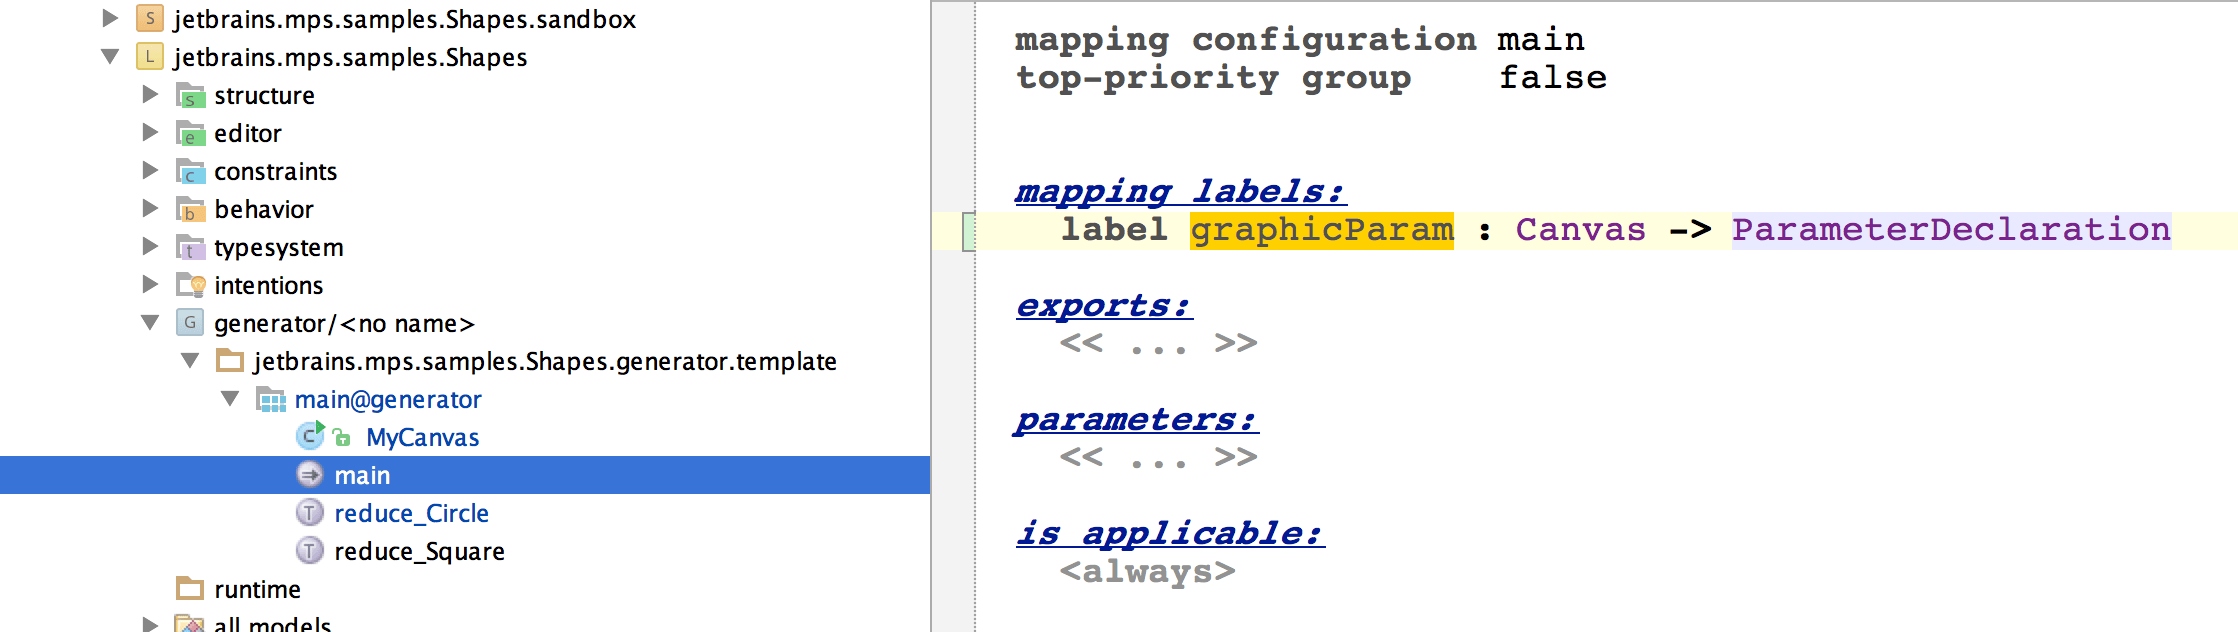 jetbrains.mps.samples.Shapes.sandbox
jetbrains.mps.samples.Shapes
structure
editor
constraints
behavior
typesystem
intentions
generator/<no name>
jetbrains.mps.samples.Shapes.generator.template
main@generator
MyCanvas
main
reduce_Circle
reduce_Square
runtime
all models
mapping configuration main
top-priority group false
mapping labels:
label graphicParam : Canvas -> ParameterDeclaration
exports:
<< ... >>
parameters:
<< ... >>
is applicable:
<always>